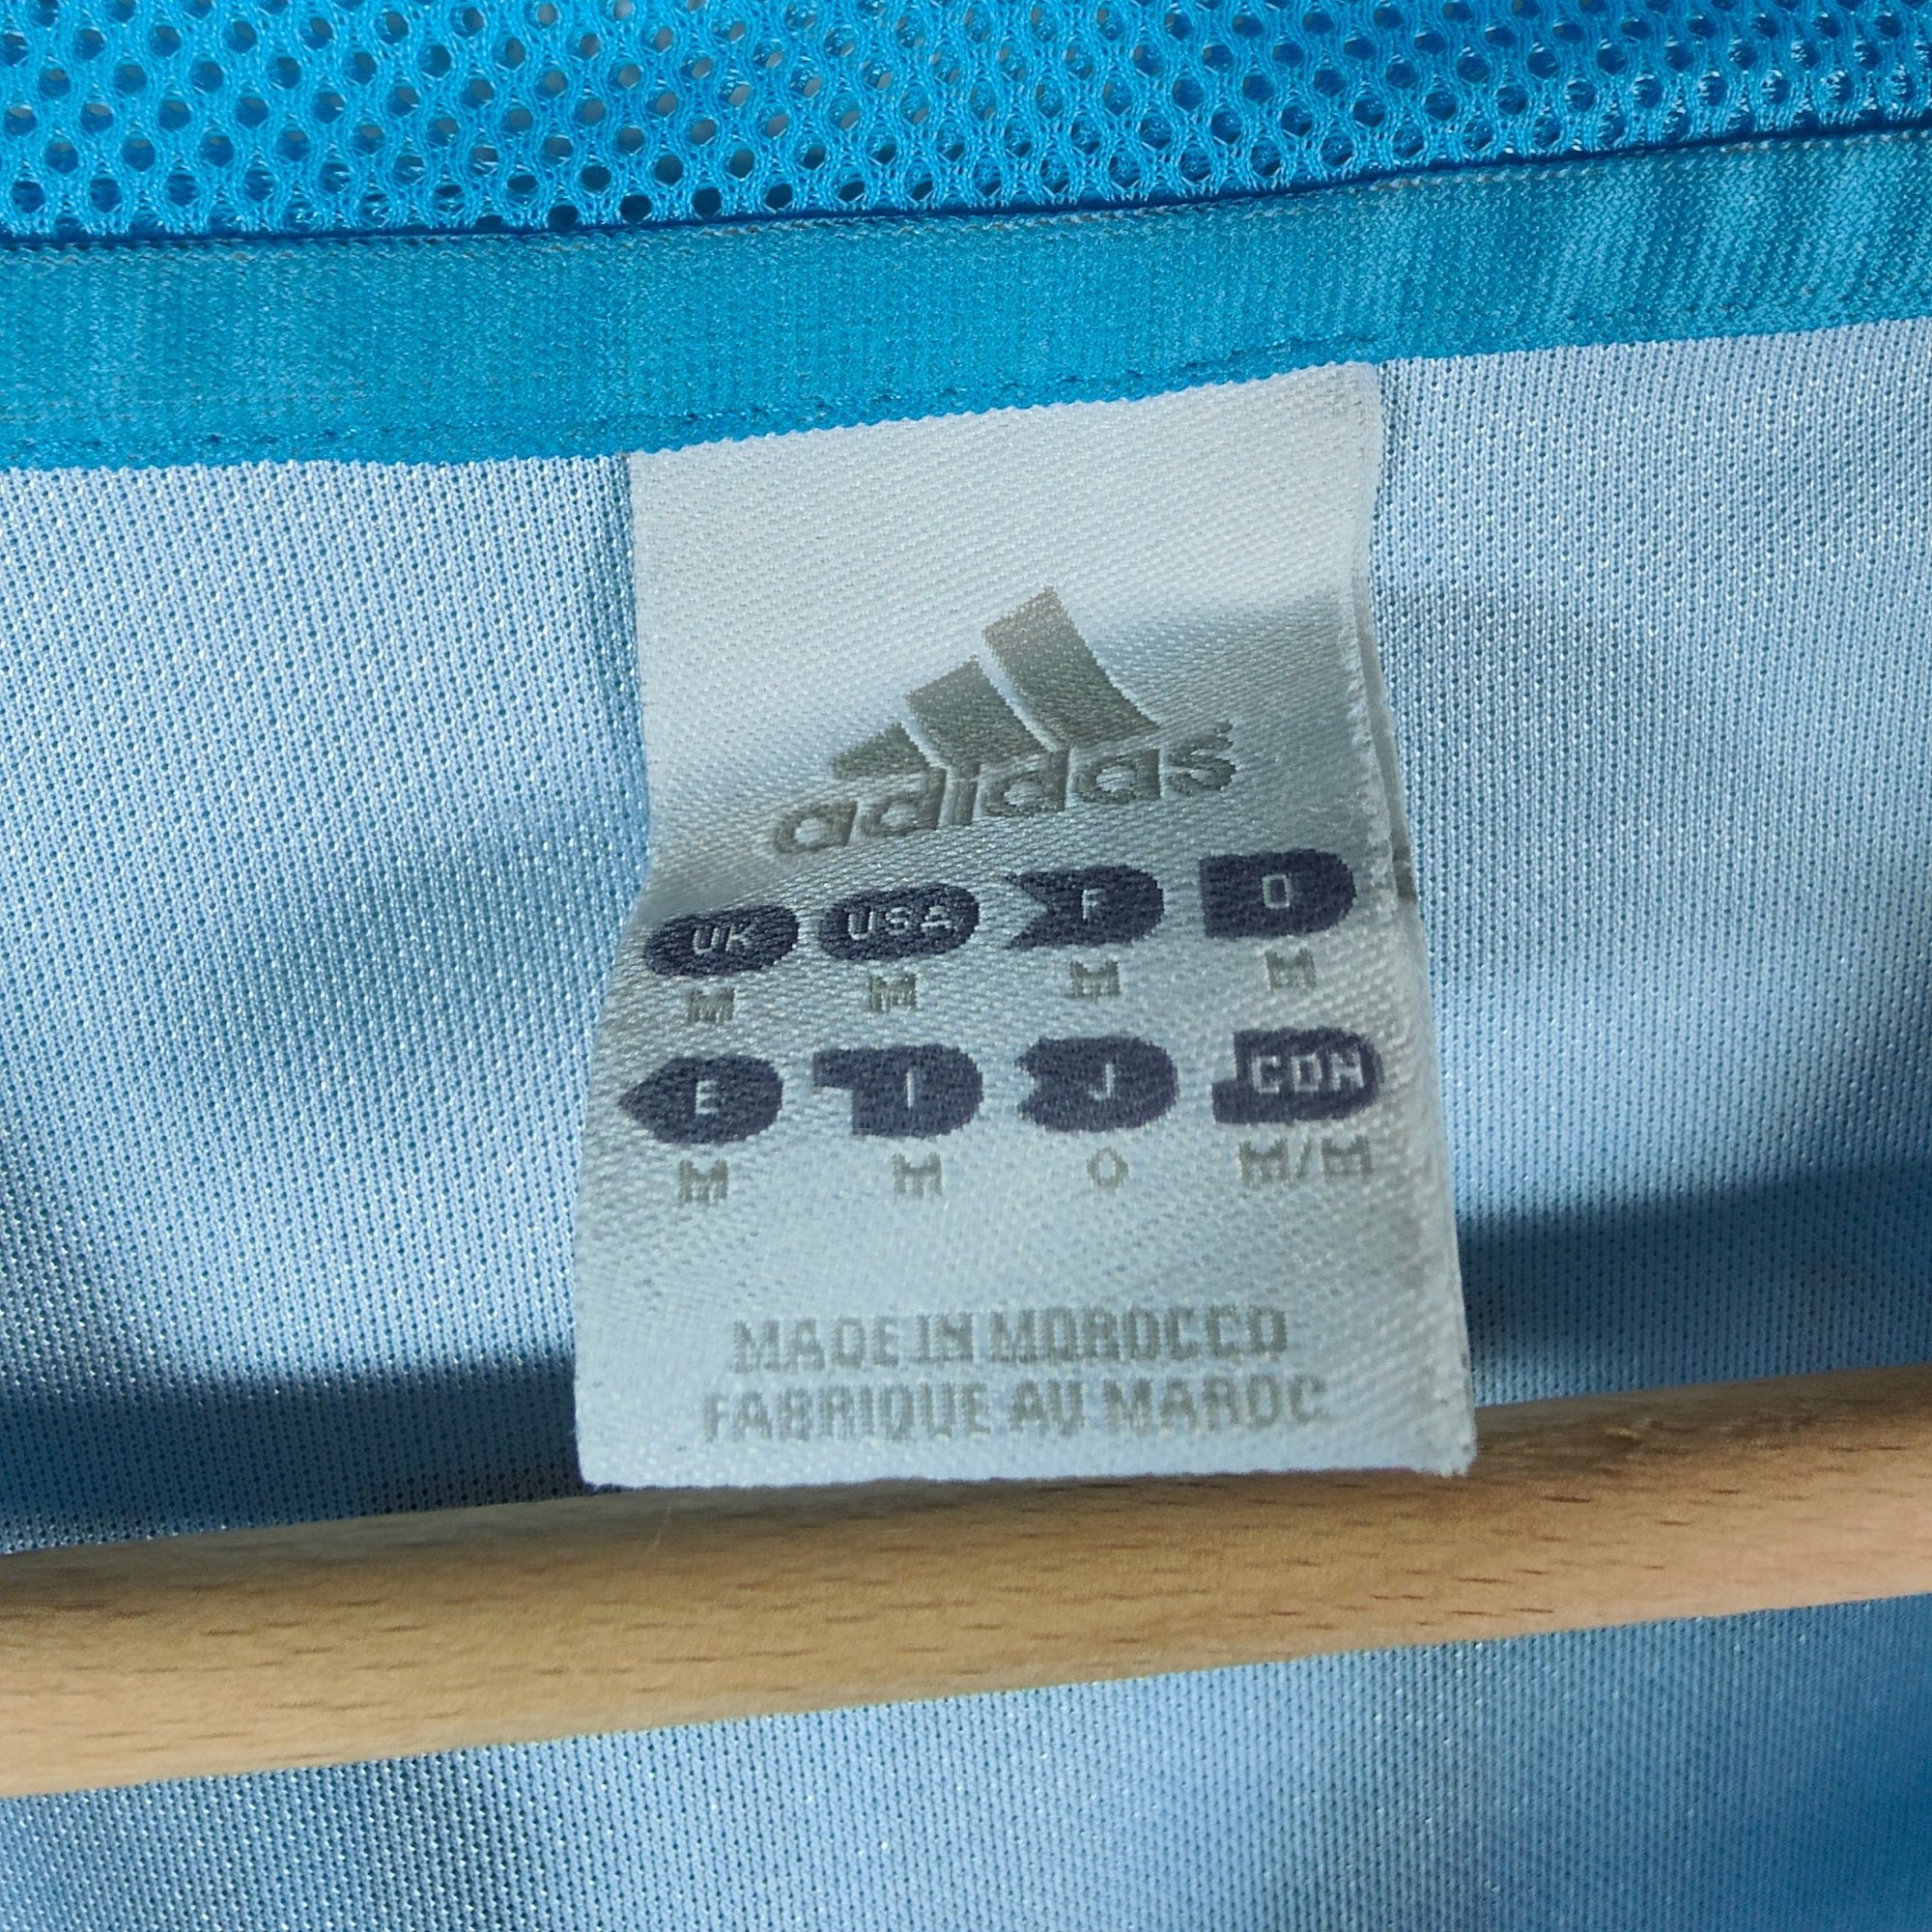 adidas
UK USA F D
M M M M
E I J CDN
M M O M/M
MADE IN MOROCCO
FABRIQUE AU MAROC